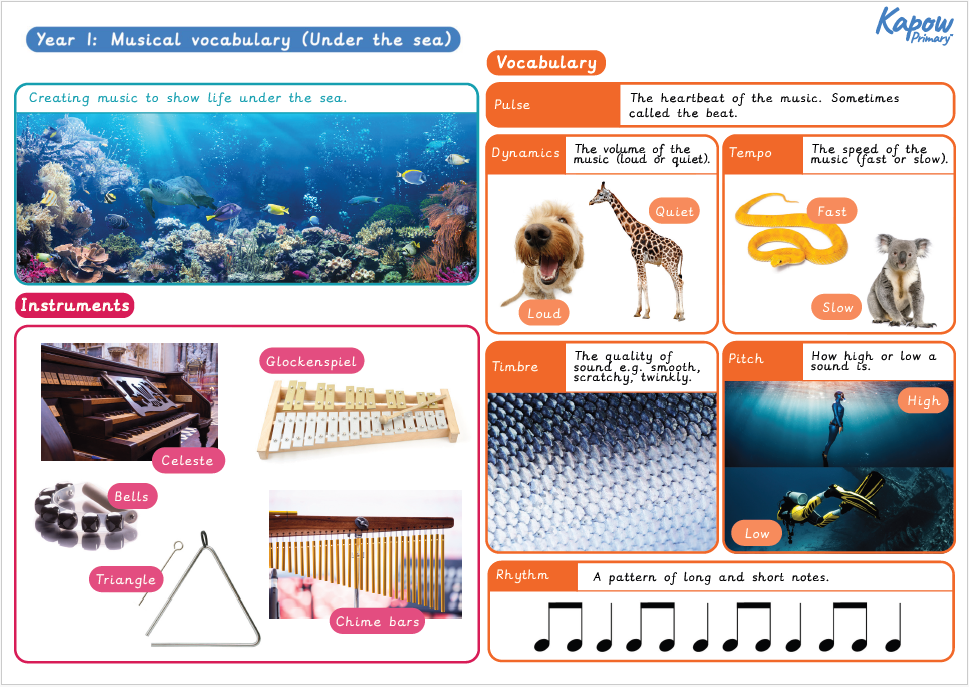 Kapow
Primary™
Year 1: Musical vocabulary (Under the sea)
Creating music to show life under the sea.
Instruments
Glockenspiel
Celeste
Bells
Triangle
Chime bars
Vocabulary
Pulse
The heartbeat of the music. Sometimes
called the beat.
Dynamics
The volume of the
music (loud or quiet).
Quiet
Loud
Tempo
The speed of the
music (fast or slow).
Fast
Slow
Timbre
The quality of
sound e.g. smooth,
scratchy, twinkly.
Pitch
How high or low a
sound is.
High
Low
Rhythm
A pattern of long and short notes.